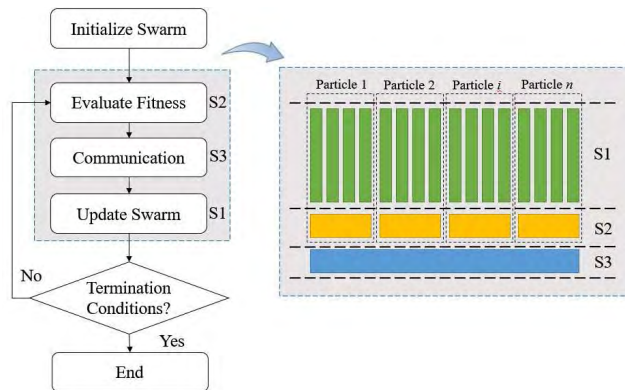 Initialize Swarm
Evaluate Fitness
S2
Communication
S3
Update Swarm
S1
No
Termination
Conditions?
Yes
End
Particle 1
Particle 2
Particle i
Particle n
S1
S2
S3